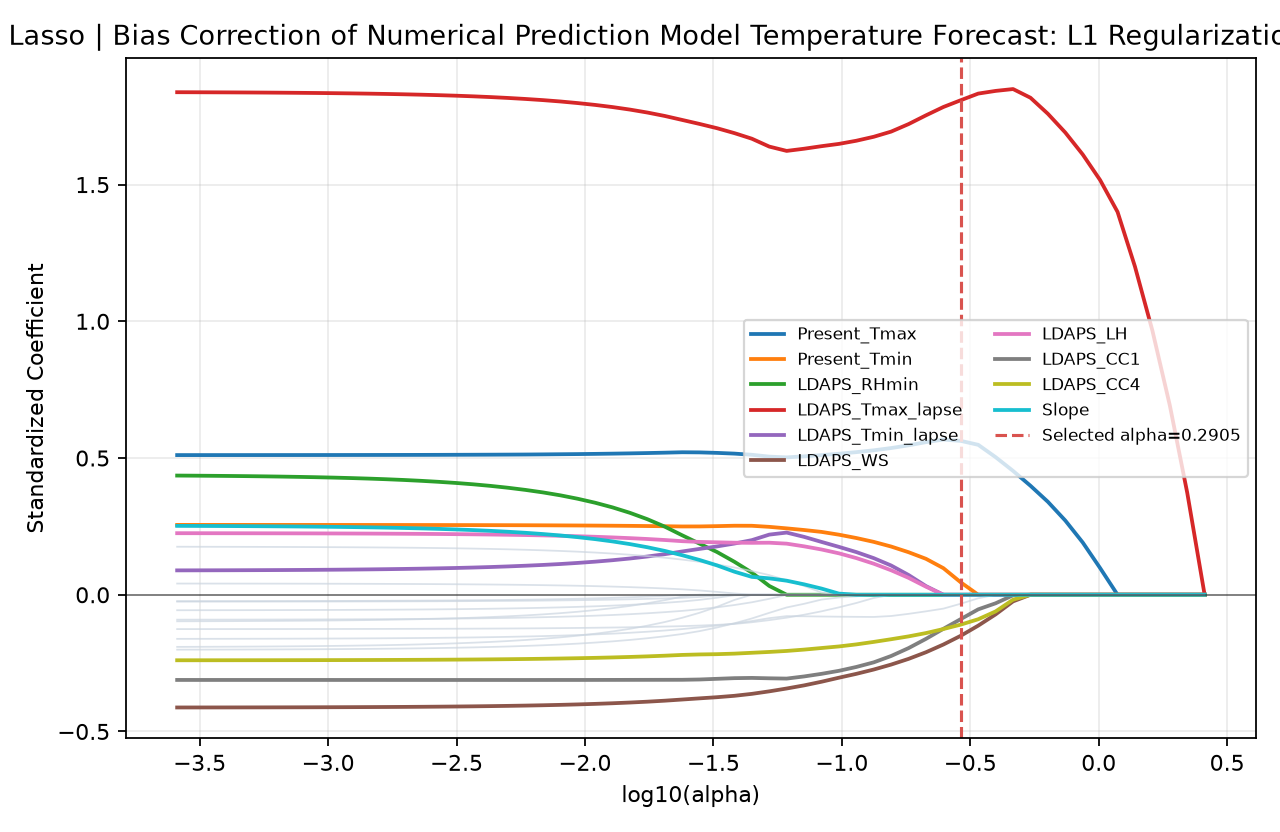 Lasso | Bias Correction of Numerical Prediction Model Temperature Forecast: L1 Regularizatio
1.5
1.0
0.5
0.0
−0.5
Standardized Coefficient
Present_Tmax
Present_Tmin
LDAPS_RHmin
LDAPS_Tmax_lapse
LDAPS_Tmin_lapse
LDAPS_WS
LDAPS_LH
LDAPS_CC1
LDAPS_CC4
Slope
Selected alpha=0.2905
−3.5 −3.0 −2.5 −2.0 −1.5 −1.0 −0.5 0.0 0.5
log10(alpha)